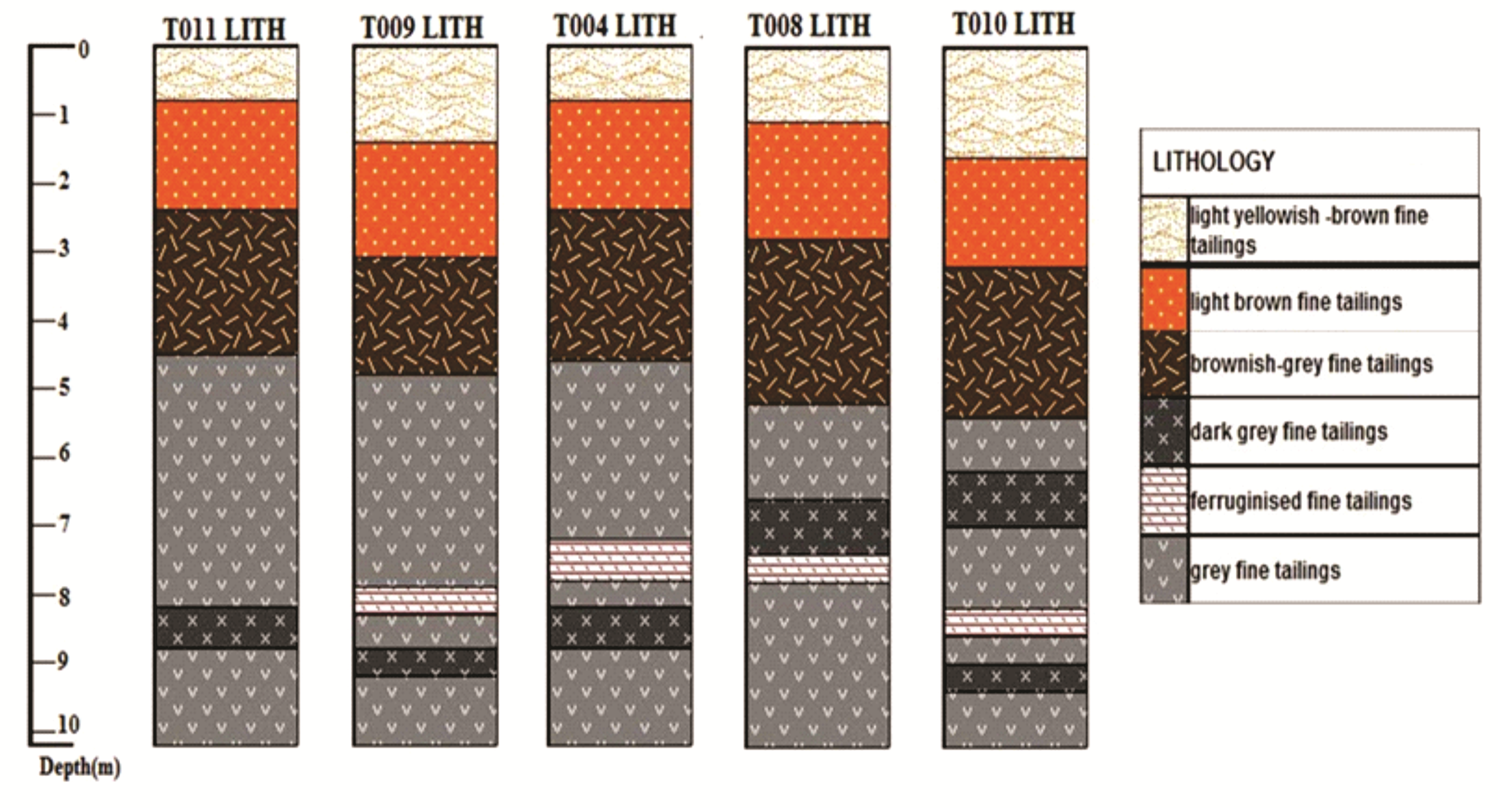 T011 LITH
T009 LITH
T004 LITH
T008 LITH
T010 LITH
0
1
2
3
4
5
6
7
8
9
10
Depth(m)
LITHOLOGY
light yellowish -brown fine
tailings
light brown fine tailings
brownish-grey fine tailings
dark grey fine tailings
ferruginised fine tailings
grey fine tailings